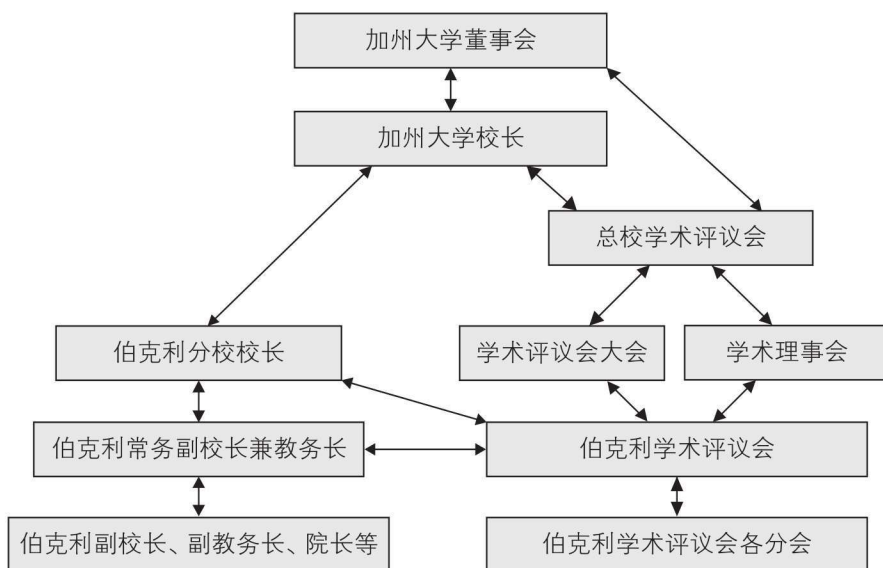 加州大学董事会
加州大学校长
总校学术评议会
伯克利分校校长
学术评议会大会
学术理事会
伯克利常务副校长兼教务长
伯克利学术评议会
伯克利副校长、副教务长、院长等
伯克利学术评议会各分会